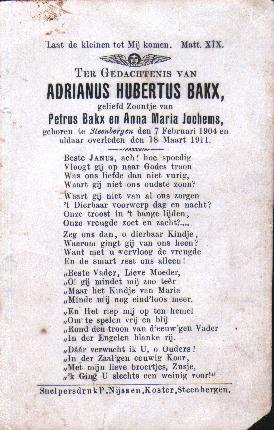 Laat de kleinen tot Mij komen. Matt. XIX.
TER GEDACHTENIS VAN
ADRIANUS HUBERTUS BAKX,
geliefd Zoontje van
Petrus Bakx en Anna Maria Jochems,
geboren te Steenbergen den 7 Februari 1904 en
aldaar overleden den 18 Maart 1911.
Beste JANUS, ach! hoe spoedig
Vloogt gij op naar Godes troon
Was ons liefde dan niet vurig,
Waart gij niet ons oudste zoon?
Waart gij niet van al ons zorgen
't Dierbaar voorwerp dag en nacht?
Onze troost in 't bange lijden,
Onze vreugde zoet en zacht?....
Zeg ons dan, o dierbaar Kindje,
Waarom gingt gij van ons heen?
Want met u vervloog de vreugde
En de smart rest ons alleen!
„Beste Vader, Lieve Moeder,
„O! gij mindet mij zoo teêr
„Maar het Kindje van Maria
„Minde mij nog eind'loos meer.
„En Het riep mij op ten hemel
„Om te spelen vrij en blij
„Rond den troon van d'eeuw'gen Vader
„In der Engelen blanke rij.
„Dáár verwacht ik U, o Ouders!
„In der Zaal'gen eeuwig Koor,
„Met mijn lieve broertjes, Zusje,
„'k Ging U slechts een weinig voor!"
Snelpersdruk P. Nijssen, Koster, Steenbergen.